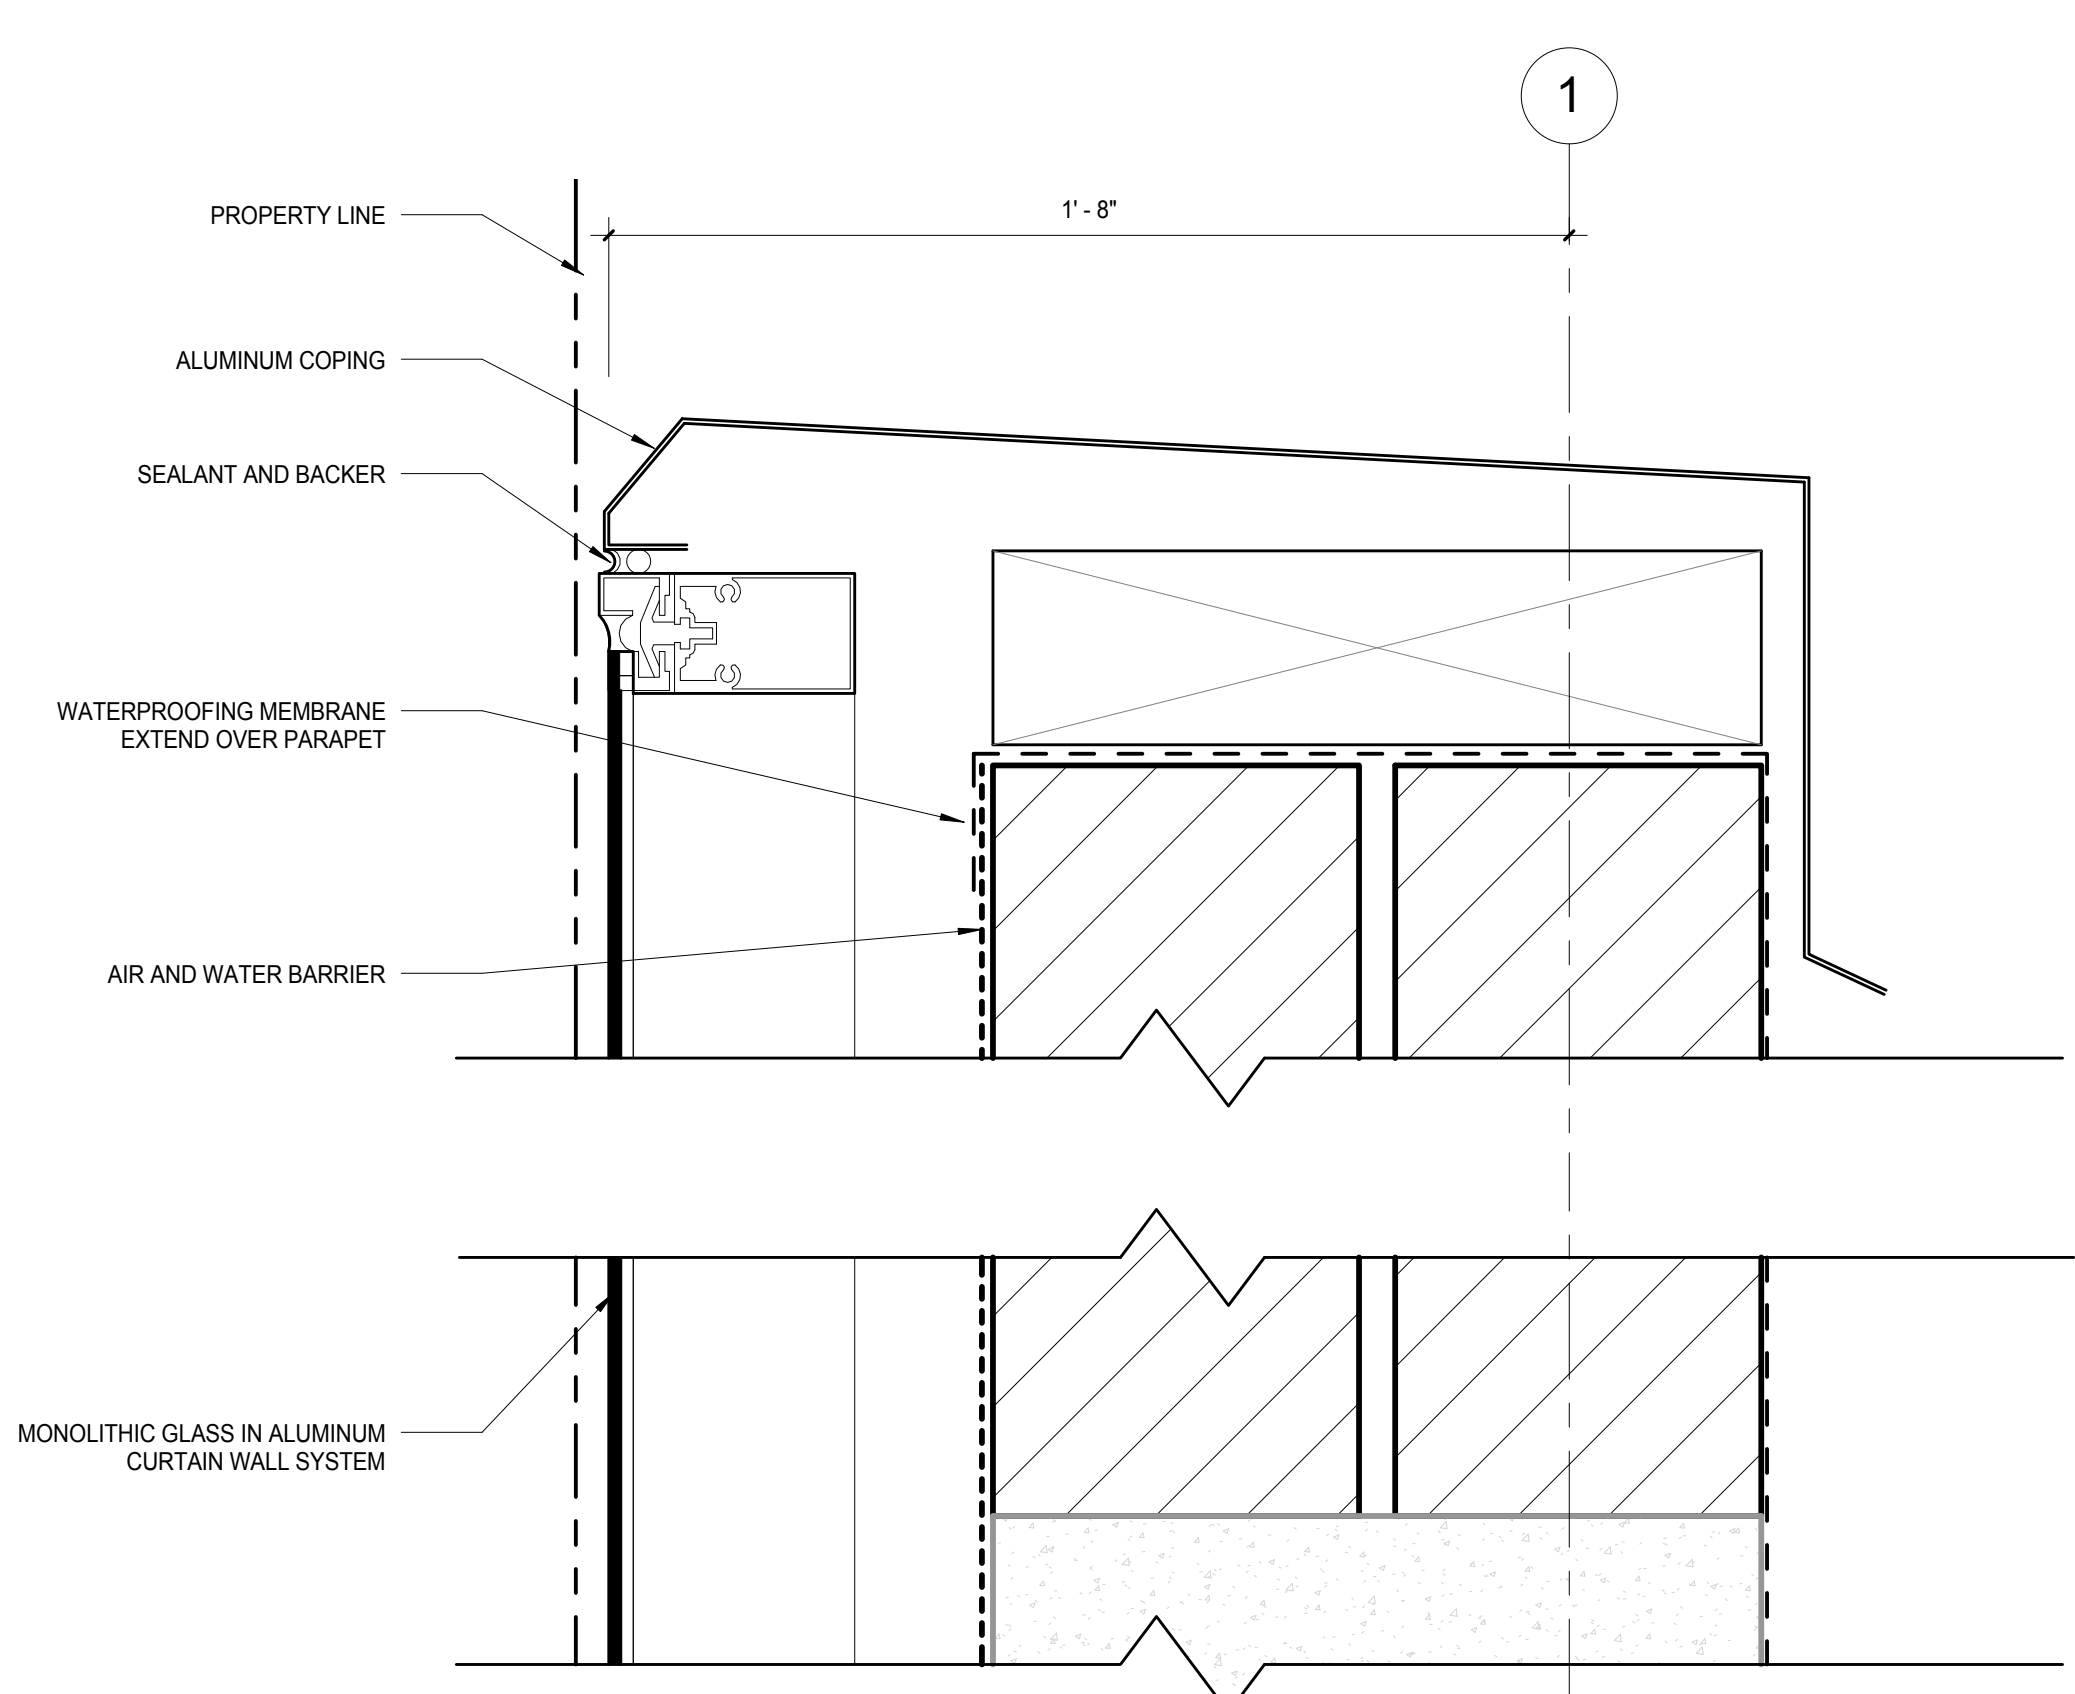 1
1' - 8"
PROPERTY LINE
ALUMINUM COPING
SEALANT AND BACKER
WATERPROOFING MEMBRANE
EXTEND OVER PARAPET
AIR AND WATER BARRIER
MONOLITHIC GLASS IN ALUMINUM
CURTAIN WALL SYSTEM